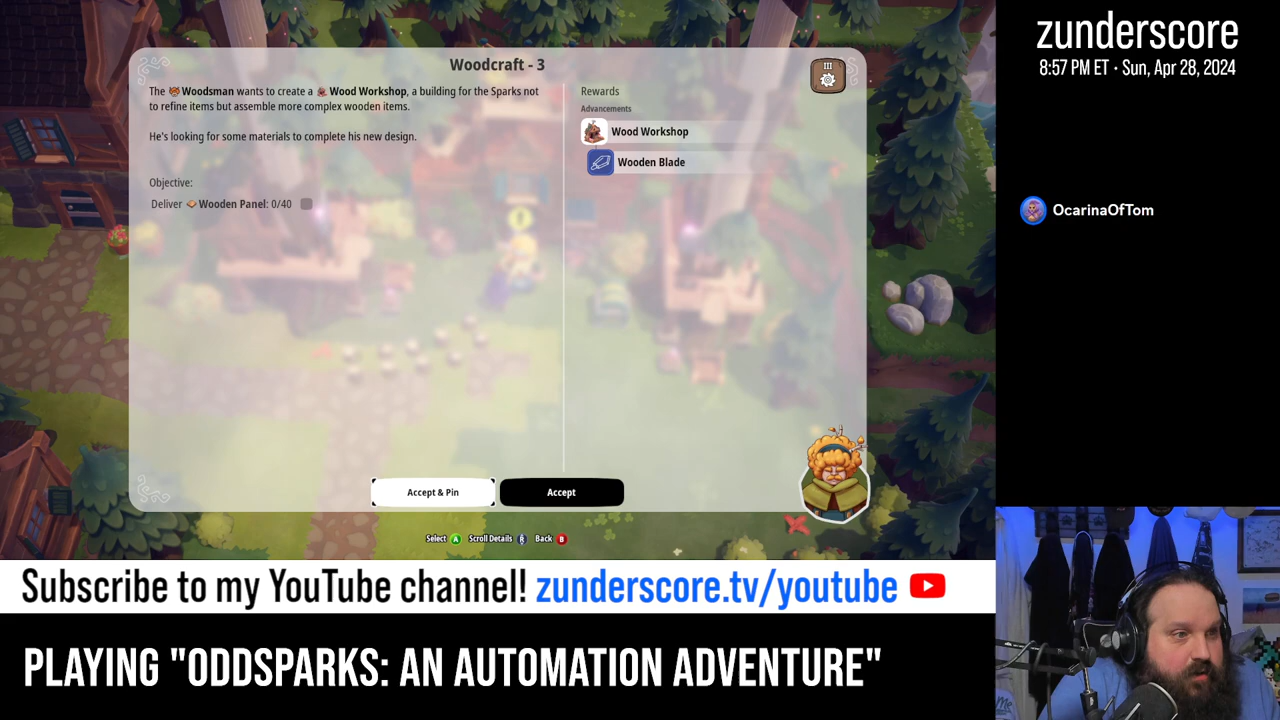 Woodcraft - 3
III
The Woodsman wants to create a Wood Workshop, a building for the Sparks not
to refine items but assemble more complex wooden items.
He's looking for some materials to complete his new design.
Objective:
Deliver Wooden Panel: 0/40
Rewards
Advancements
Wood Workshop
Wooden Blade
Accept & Pin
Accept
Select A Scroll Details R Back B
zunderscore
8:57 PM ET · Sun, Apr 28, 2024
OcarinaOfTom
Subscribe to my YouTube channel! zunderscore.tv/youtube
PLAYING "ODDSPARKS: AN AUTOMATION ADVENTURE"